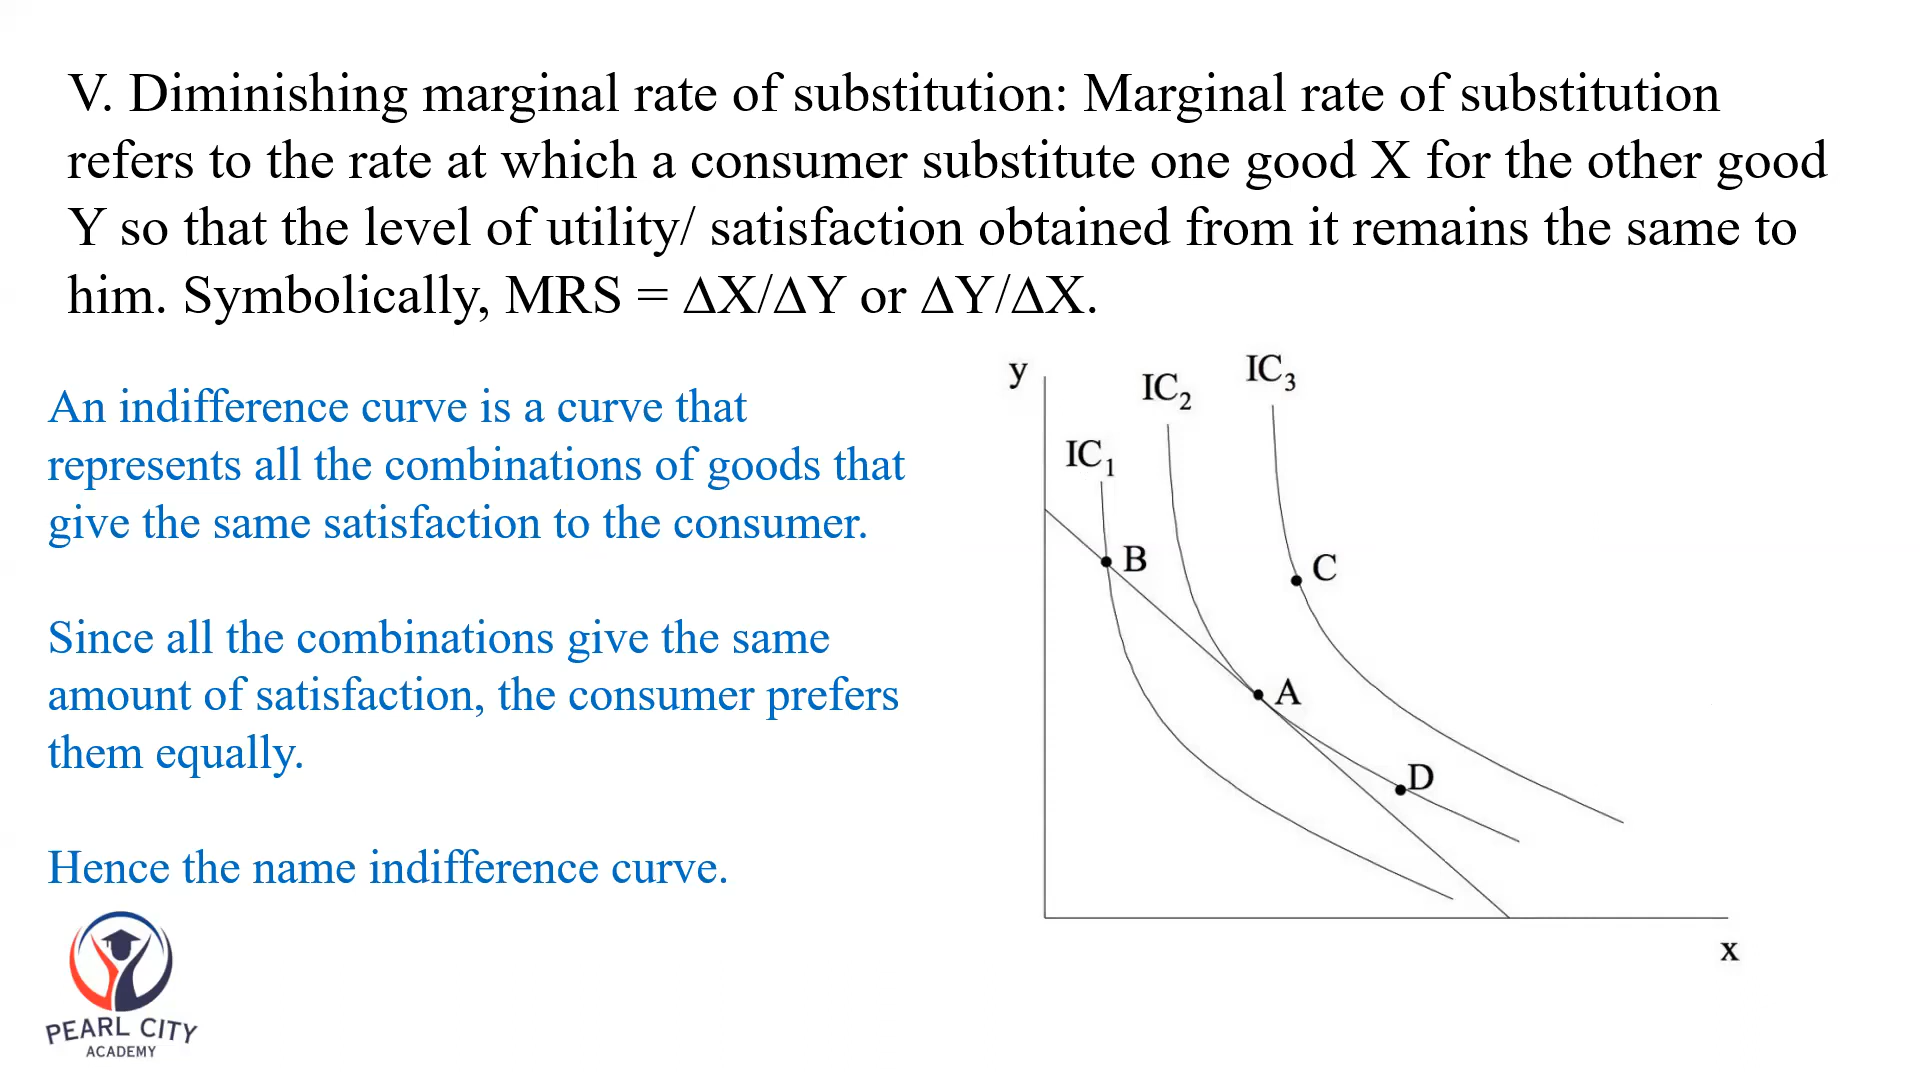 V. Diminishing marginal rate of substitution: Marginal rate of substitution
refers to the rate at which a consumer substitute one good X for the other good
Y so that the level of utility/ satisfaction obtained from it remains the same to
him. Symbolically, MRS = ΔX/ΔY or ΔY/ΔX.
An indifference curve is a curve that
represents all the combinations of goods that
give the same satisfaction to the consumer.
Since all the combinations give the same
amount of satisfaction, the consumer prefers
them equally.
Hence the name indifference curve.
y
IC₁
IC₂
IC₃
B
C
A
D
x
PEARL CITY
ACADEMY